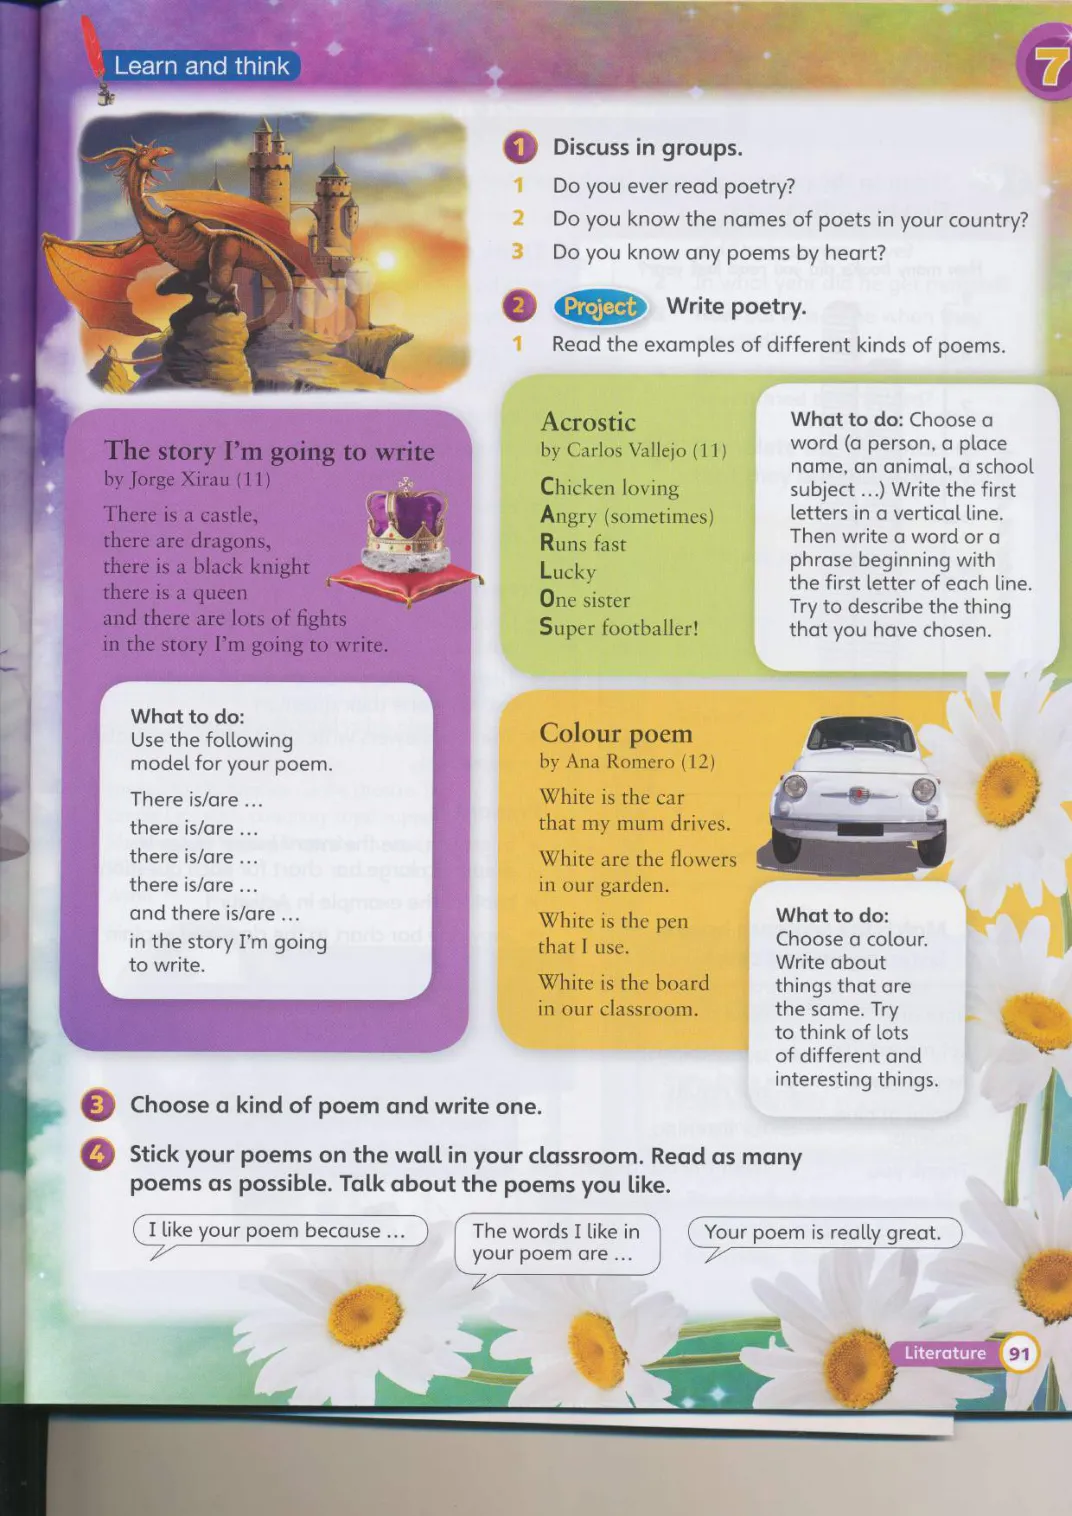 Learn and think
7
1 Discuss in groups.
1 Do you ever read poetry?
2 Do you know the names of poets in your country?
3 Do you know any poems by heart?
2 Project Write poetry.
1 Read the examples of different kinds of poems.
The story I'm going to write
by Jorge Xirau (11)
There is a castle,
there are dragons,
there is a black knight
there is a queen
and there are lots of fights
in the story I'm going to write.
What to do:
Use the following
model for your poem.
There is/are ...
there is/are ...
there is/are ...
there is/are ...
and there is/are ...
in the story I'm going
to write.
Acrostic
by Carlos Vallejo (11)
Chicken loving
Angry (sometimes)
Runs fast
Lucky
One sister
Super footballer!
What to do: Choose a
word (a person, a place
name, an animal, a school
subject ...) Write the first
letters in a vertical line.
Then write a word or a
phrase beginning with
the first letter of each line.
Try to describe the thing
that you have chosen.
Colour poem
by Ana Romero (12)
White is the car
that my mum drives.
White are the flowers
in our garden.
White is the pen
that I use.
White is the board
in our classroom.
What to do:
Choose a colour.
Write about
things that are
the same. Try
to think of lots
of different and
interesting things.
3 Choose a kind of poem and write one.
4 Stick your poems on the wall in your classroom. Read as many
poems as possible. Talk about the poems you like.
I like your poem because ...
The words I like in
your poem are ...
Your poem is really great.
Literature 91